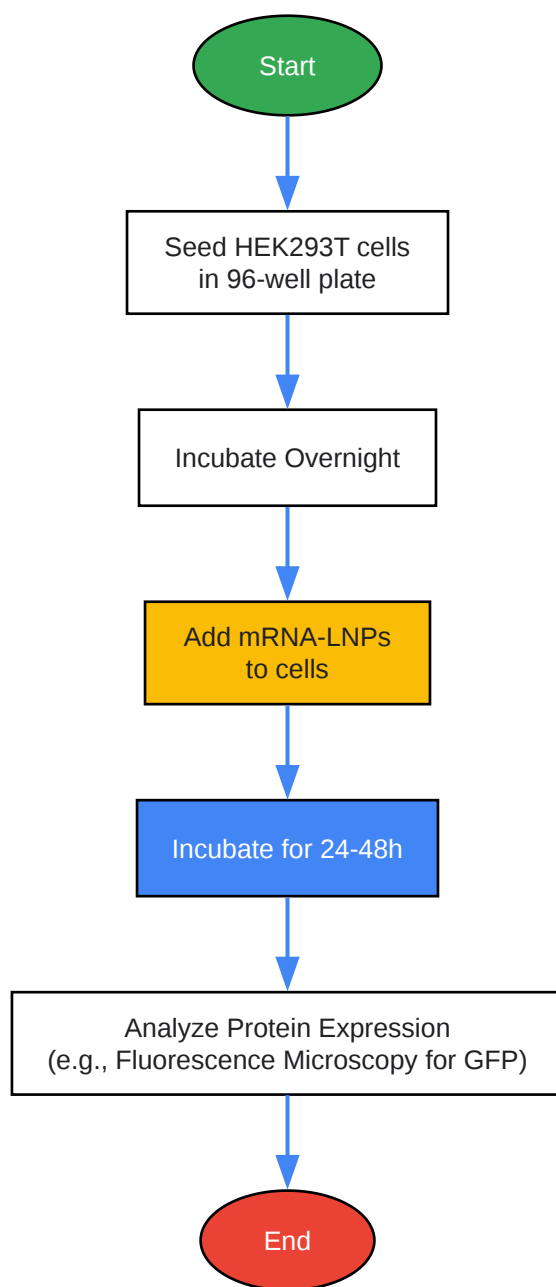 Start
Seed HEK293T cells
in 96-well plate
Incubate Overnight
Add mRNA-LNPs
to cells
Incubate for 24-48h
Analyze Protein Expression
(e.g., Fluorescence Microscopy for GFP)
End